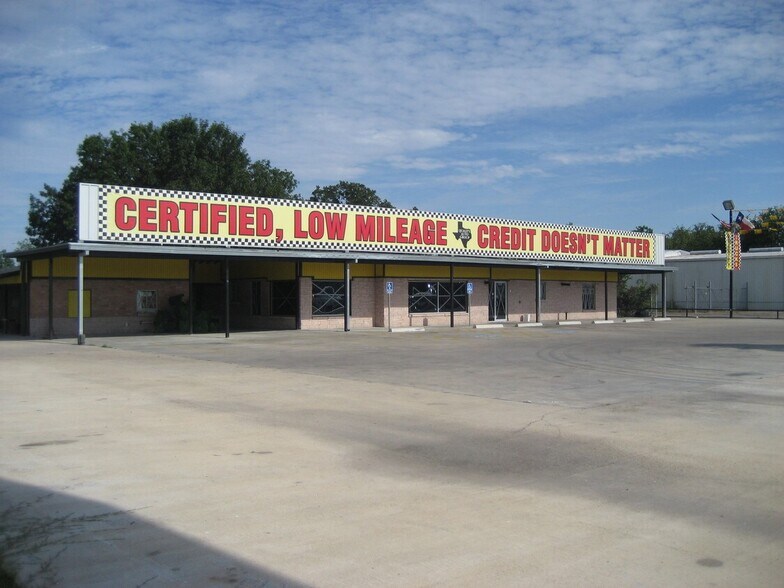 CERTIFIED, LOW MILEAGE CREDIT DOESN'T MATTER